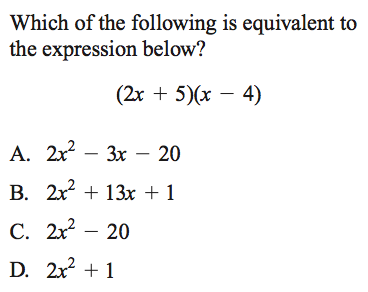 Which of the following is equivalent to
the expression below?
(2x + 5)(x − 4)
A. 2x² − 3x − 20
B. 2x² + 13x + 1
C. 2x² − 20
D. 2x² + 1